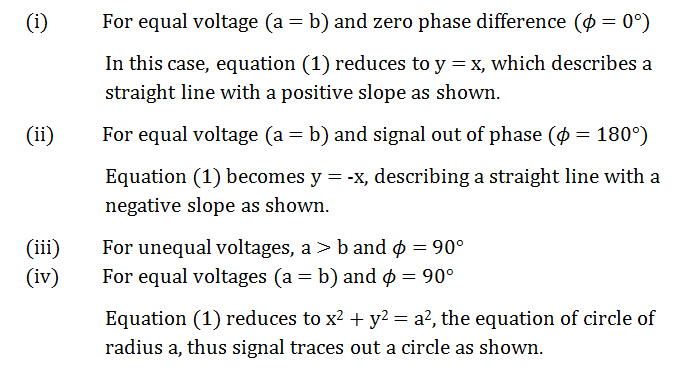 (i) For equal voltage (a = b) and zero phase difference (ϕ = 0°)
In this case, equation (1) reduces to y = x, which describes a
straight line with a positive slope as shown.
(ii) For equal voltage (a = b) and signal out of phase (ϕ = 180°)
Equation (1) becomes y = -x, describing a straight line with a
negative slope as shown.
(iii) For unequal voltages, a > b and ϕ = 90°
(iv) For equal voltages (a = b) and ϕ = 90°
Equation (1) reduces to x² + y² = a², the equation of circle of
radius a, thus signal traces out a circle as shown.